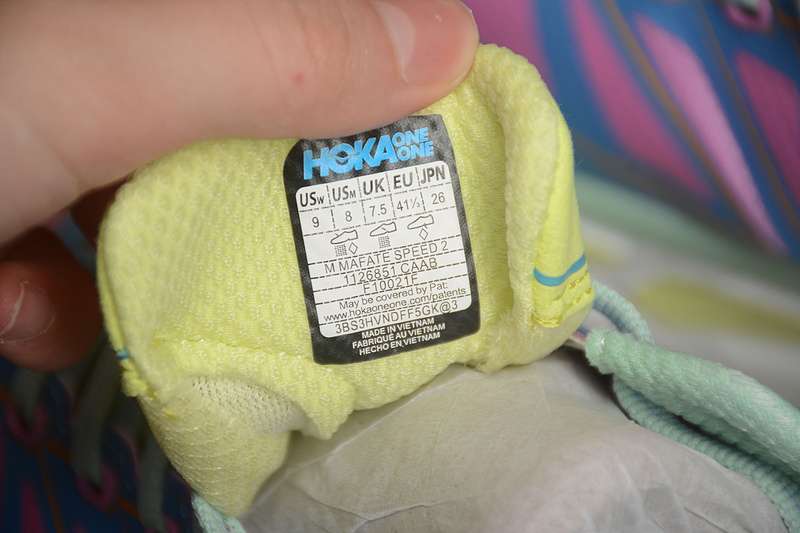 HOKA ONE ONE
USW USM UK EU JPN
9 8 7.5 41⅓ 26
M MAFATE SPEED 2
1126851 CAAB
F10021F
May be covered by Pat:
www.hokaoneone.com/patents
3BS3HVNDFF5GK@3
MADE IN VIETNAM
FABRIQUÉ AU VIETNAM
HECHO EN VIETNAM